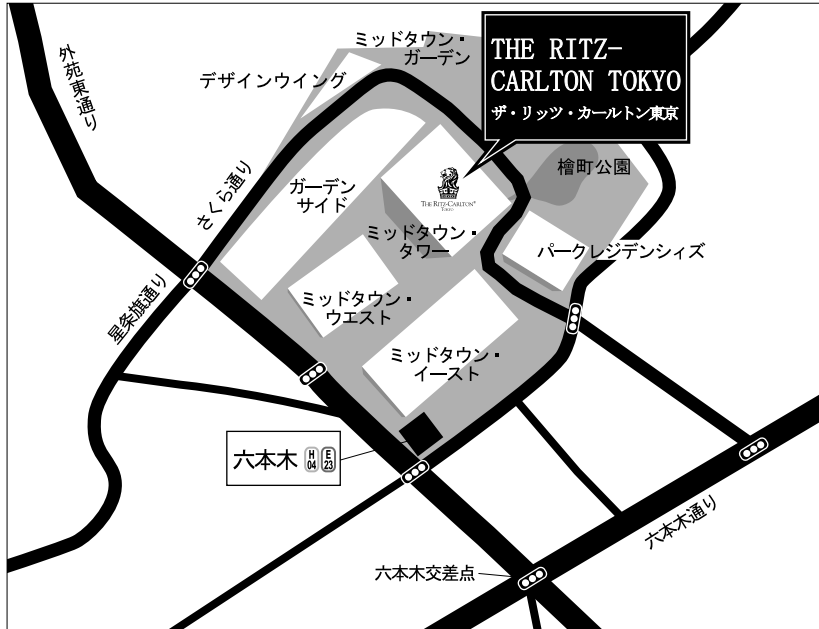 ミッドタウン・
ガーデン
THE RITZ-
CARLTON TOKYO
ザ・リッツ・カールトン東京
外苑東通り
デザインウイング
檜町公園
さくら通り
ガーデン
サイド
THE RITZ-CARLTON®
TOKYO
ミッドタウン・
タワー
パークレジデンシィズ
星条旗通り
ミッドタウン・
ウエスト
ミッドタウン・
イースト
六本木 H 04 E 23
六本木通り
六本木交差点